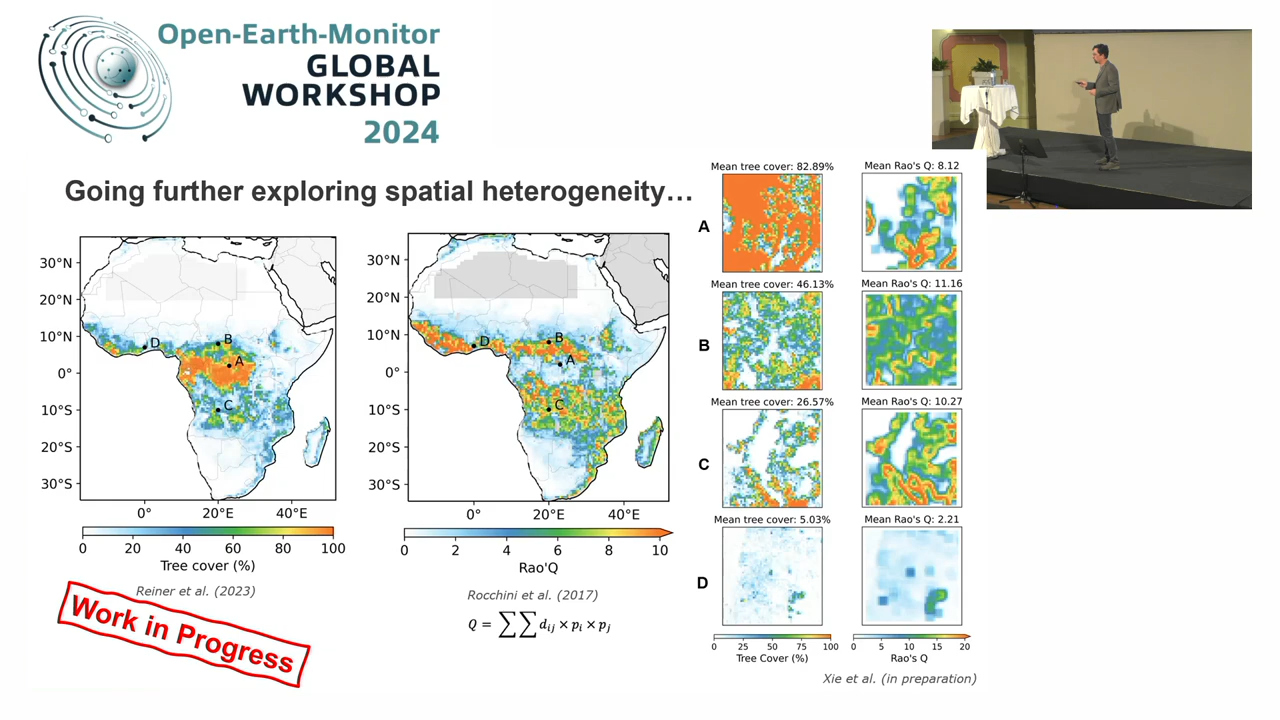 Open-Earth-Monitor
GLOBAL
WORKSHOP
2024
Going further exploring spatial heterogeneity…
30°N
20°N
10°N
0°
10°S
20°S
30°S
0°
20°E
40°E
A
B
C
D
0 20 40 60 80 100
Tree cover (%)
Reiner et al. (2023)
Work in Progress
30°N
20°N
10°N
0°
10°S
20°S
30°S
0°
20°E
40°E
A
B
C
D
0 2 4 6 8 10
Rao'Q
Rocchini et al. (2017)
Q = ∑∑ d_ij × p_i × p_j
Mean tree cover: 82.89% Mean Rao's Q: 8.12
A
Mean tree cover: 46.13% Mean Rao's Q: 11.16
B
Mean tree cover: 26.57% Mean Rao's Q: 10.27
C
Mean tree cover: 5.03% Mean Rao's Q: 2.21
D
0 25 50 75 100
Tree Cover (%)
0 5 10 15 20
Rao's Q
Xie et al. (in preparation)